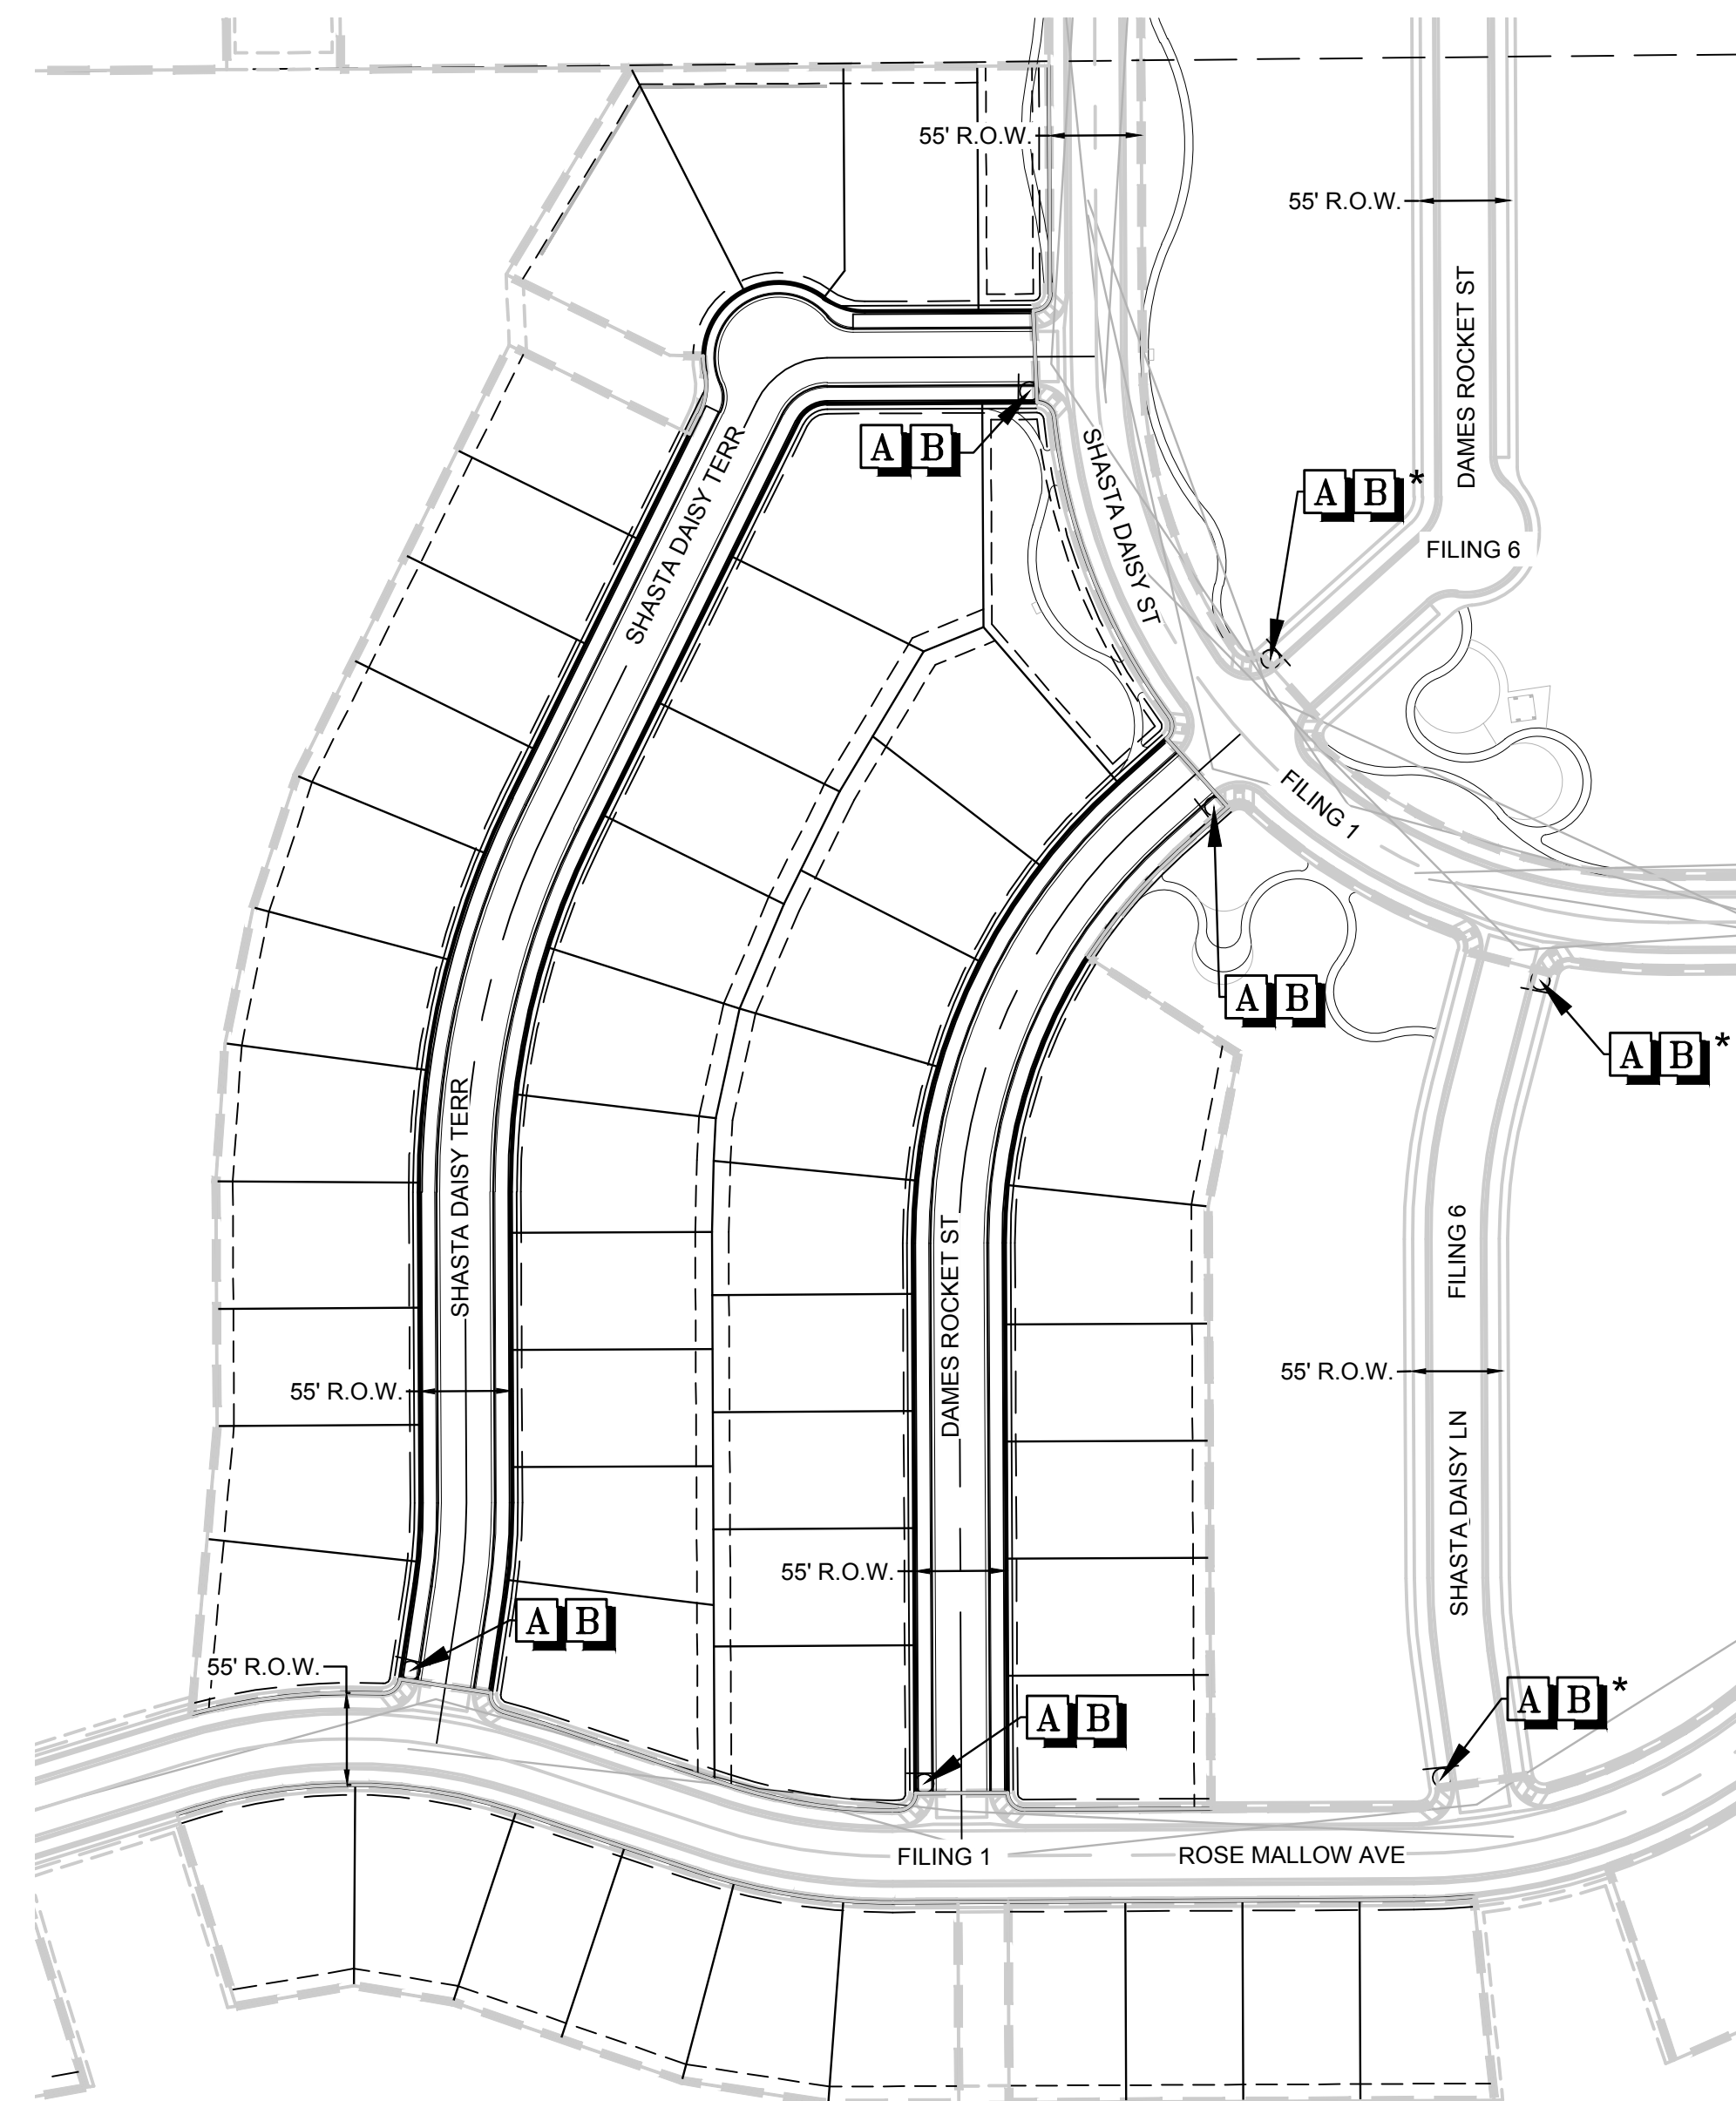 55' R.O.W.
55' R.O.W.
DAMES ROCKET ST
SHASTA DAISY TERR
A B
SHASTA DAISY ST
A B *
FILING 6
FILING 1
A B
A B *
SHASTA DAISY TERR
DAMES ROCKET ST
FILING 6
55' R.O.W.
55' R.O.W.
SHASTA DAISY LN
55' R.O.W.
A B
55' R.O.W.
A B
A B *
FILING 1
ROSE MALLOW AVE